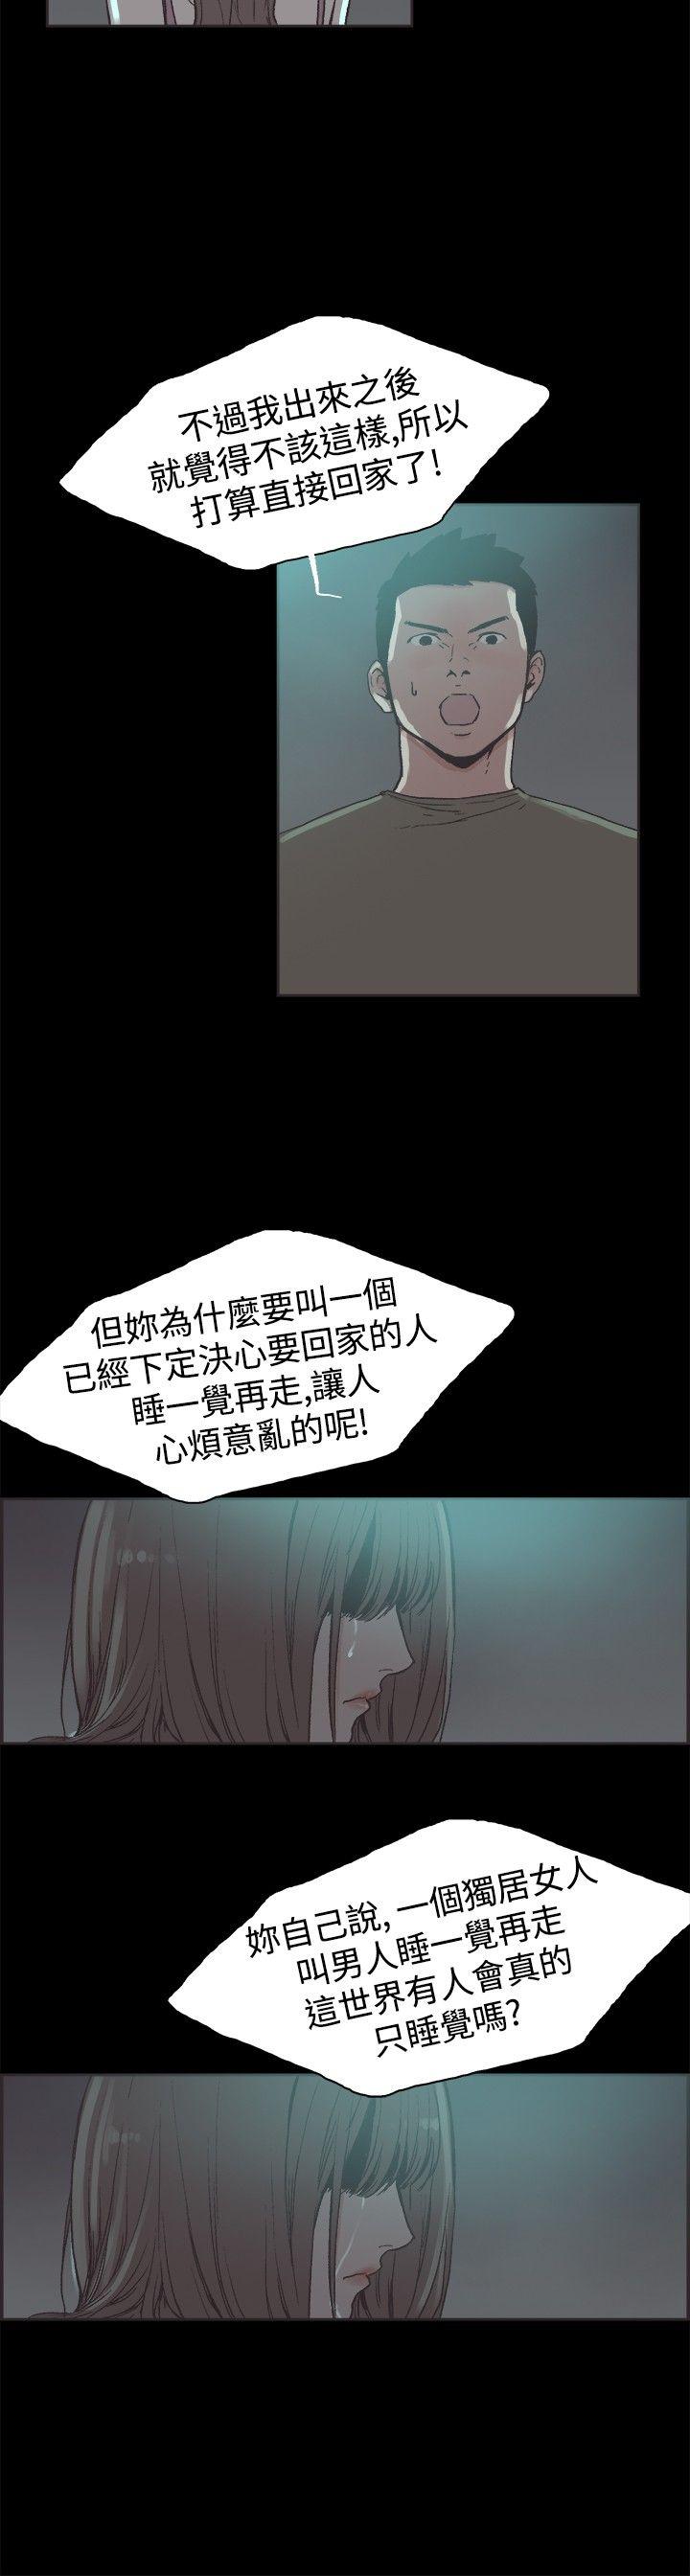 不過我出來之後
就覺得不該這樣,所以
打算直接回家了!
但妳為什麼要叫一個
已經下定決心要回家的人
睡一覺再走,讓人
心煩意亂的呢!
妳自己說, 一個獨居女人
叫男人睡一覺再走
這世界有人會真的
只睡覺嗎?